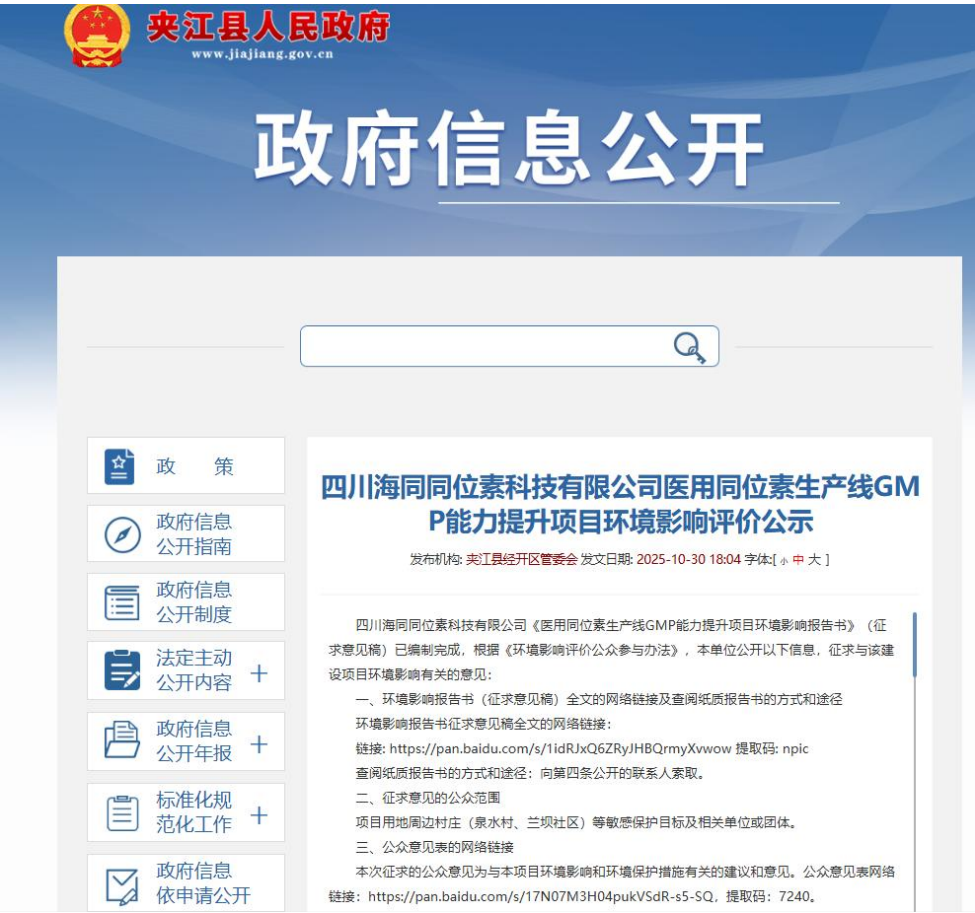 夹江县人民政府
www.jiajiang.gov.cn
政府信息公开
政 策
政府信息
公开指南
政府信息
公开制度
法定主动
公开内容 +
政府信息
公开年报 +
标准化规
范化工作 +
政府信息
依申请公开
四川海同同位素科技有限公司医用同位素生产线GM
P能力提升项目环境影响评价公示
发布机构: 夹江县经开区管委会 发文日期: 2025-10-30 18:04 字体:[ 小 中 大 ]
四川海同同位素科技有限公司《医用同位素生产线GMP能力提升项目环境影响报告书》（征
求意见稿）已编制完成，根据《环境影响评价公众参与办法》，本单位公开以下信息，征求与该建
设项目环境影响有关的意见：
一、环境影响报告书（征求意见稿）全文的网络链接及查阅纸质报告书的方式和途径
环境影响报告书征求意见稿全文的网络链接：
链接: https://pan.baidu.com/s/1idRJxQ6ZRyJHBQrmyXvwow 提取码: npic
查阅纸质报告书的方式和途径：向第四条公开的联系人索取。
二、征求意见的公众范围
项目用地周边村庄（泉水村、兰坝社区）等敏感保护目标及相关单位或团体。
三、公众意见表的网络链接
本次征求的公众意见为与本项目环境影响和环境保护措施有关的建议和意见。公众意见表网络
链接：https://pan.baidu.com/s/17N07M3H04pukVSdR-s5-SQ，提取码：7240。